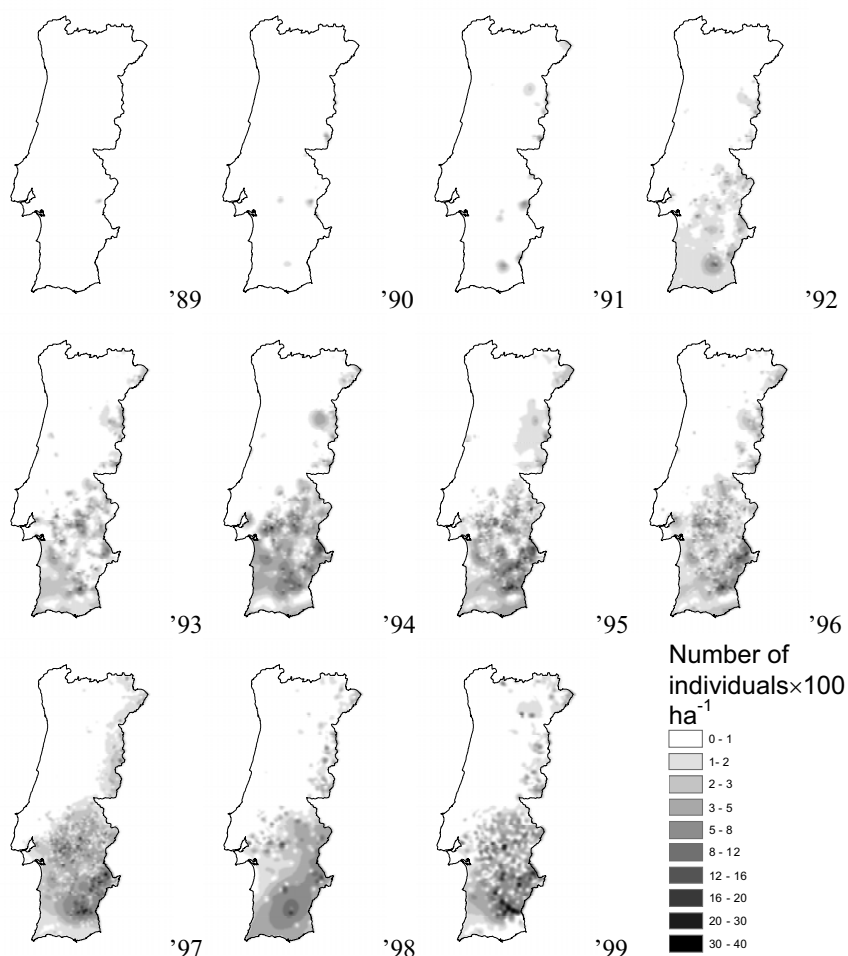 ’89
’90
’91
’92
’93
’94
’95
’96
Number of
individuals×100
ha⁻¹
0 - 1
1- 2
2 - 3
3 - 5
5 - 8
8 - 12
12 - 16
16 - 20
20 - 30
30 - 40
’97
’98
’99